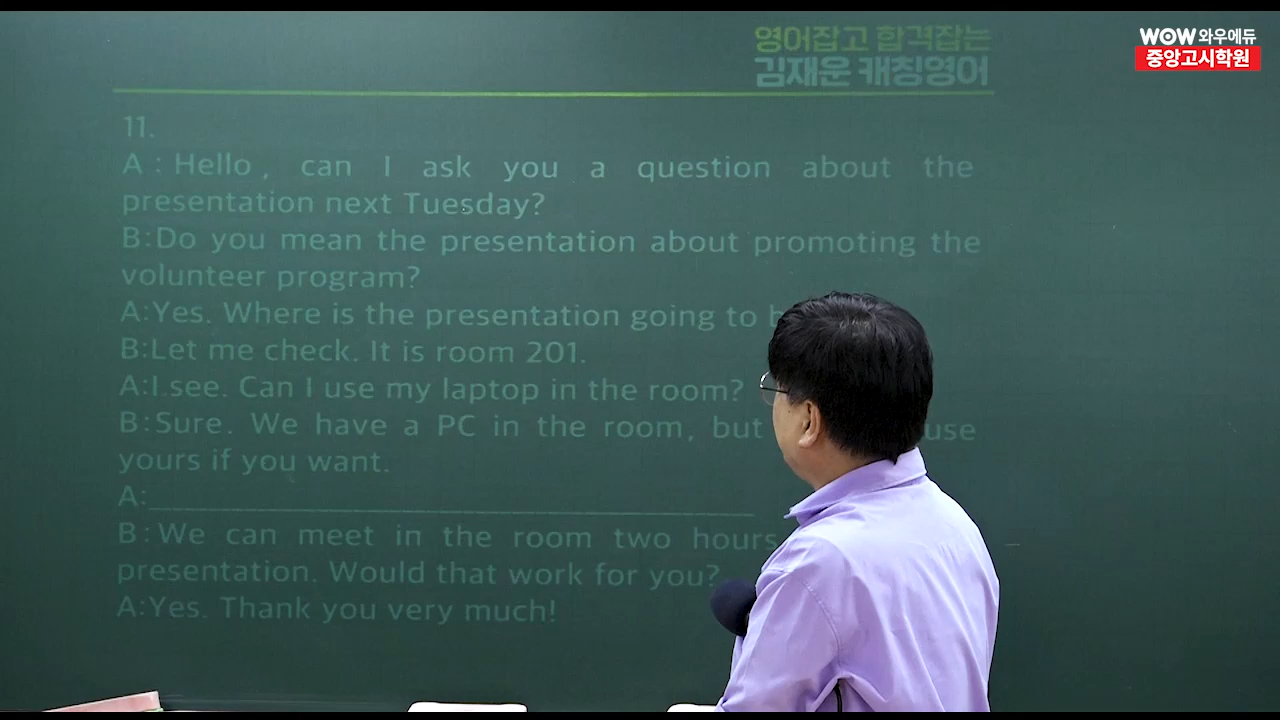 영어잡고 합격잡는
김재운 캐칭영어
WOW 와우에듀
중앙고시학원
11.
A : Hello, can I ask you a question about the
presentation next Tuesday?
B:Do you mean the presentation about promoting the
volunteer program?
A:Yes. Where is the presentation going to
B:Let me check. It is room 201.
A:I see. Can I use my laptop in the room?
B:Sure. We have a PC in the room, but use
yours if you want.
A:
B:We can meet in the room two hours
presentation. Would that work for you?
A:Yes. Thank you very much!